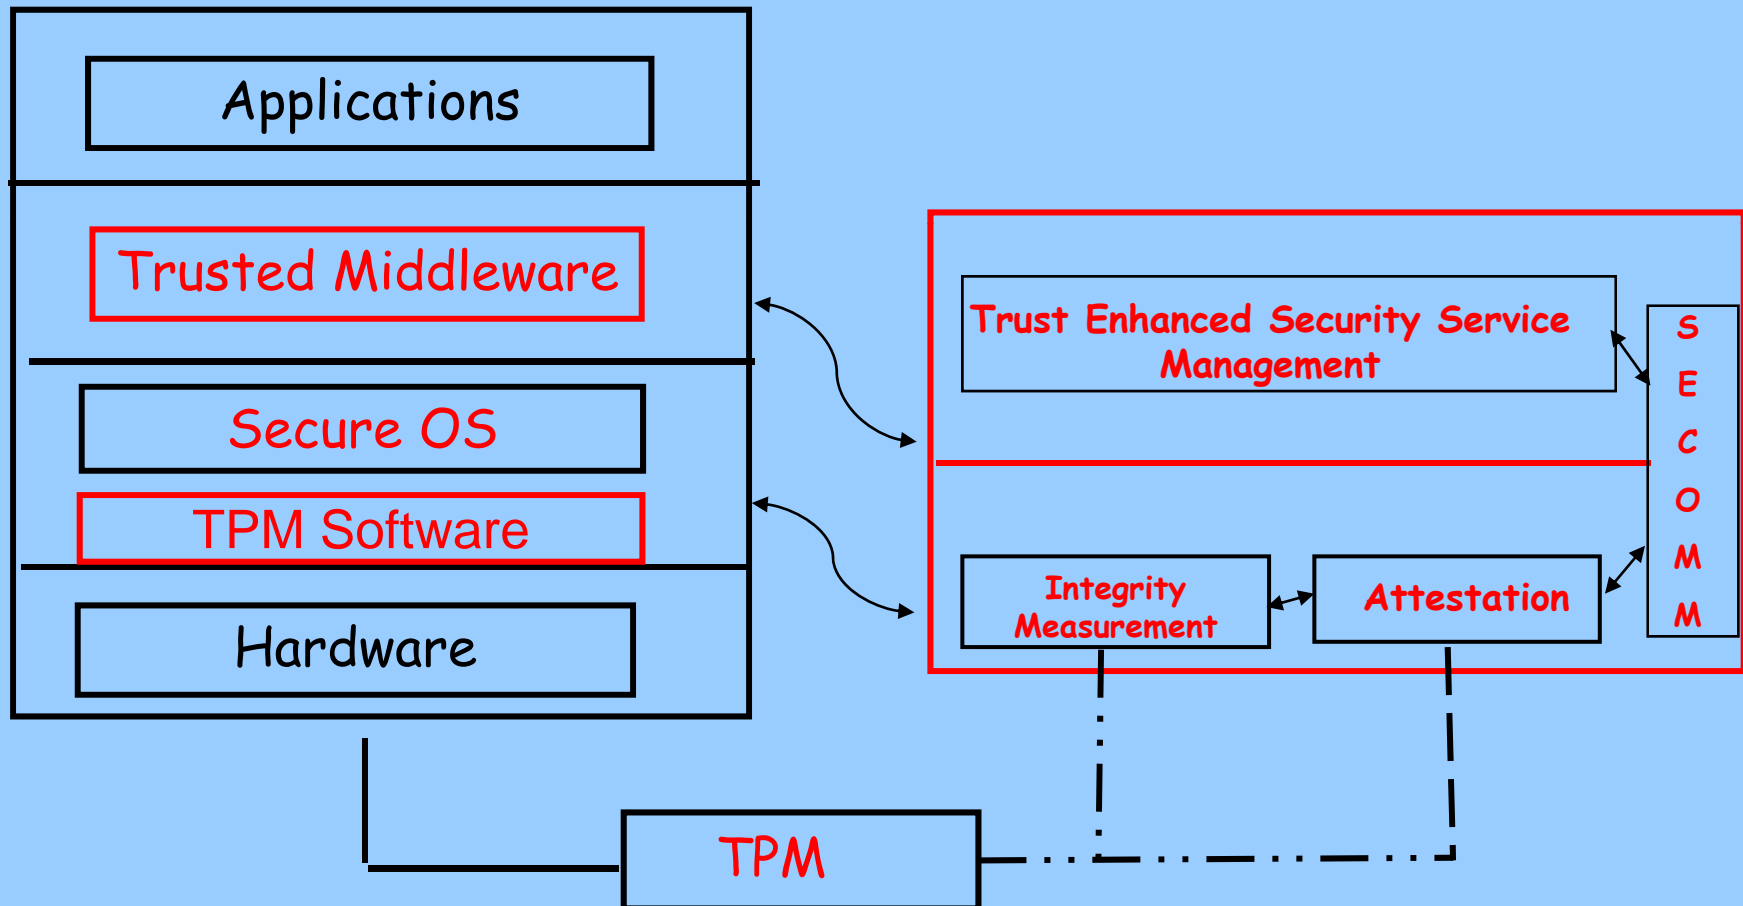 Applications
Trusted Middleware
Secure OS
TPM Software
Hardware
Trust Enhanced Security Service
Management
Integrity
Measurement
Attestation
S
E
C
O
M
M
TPM